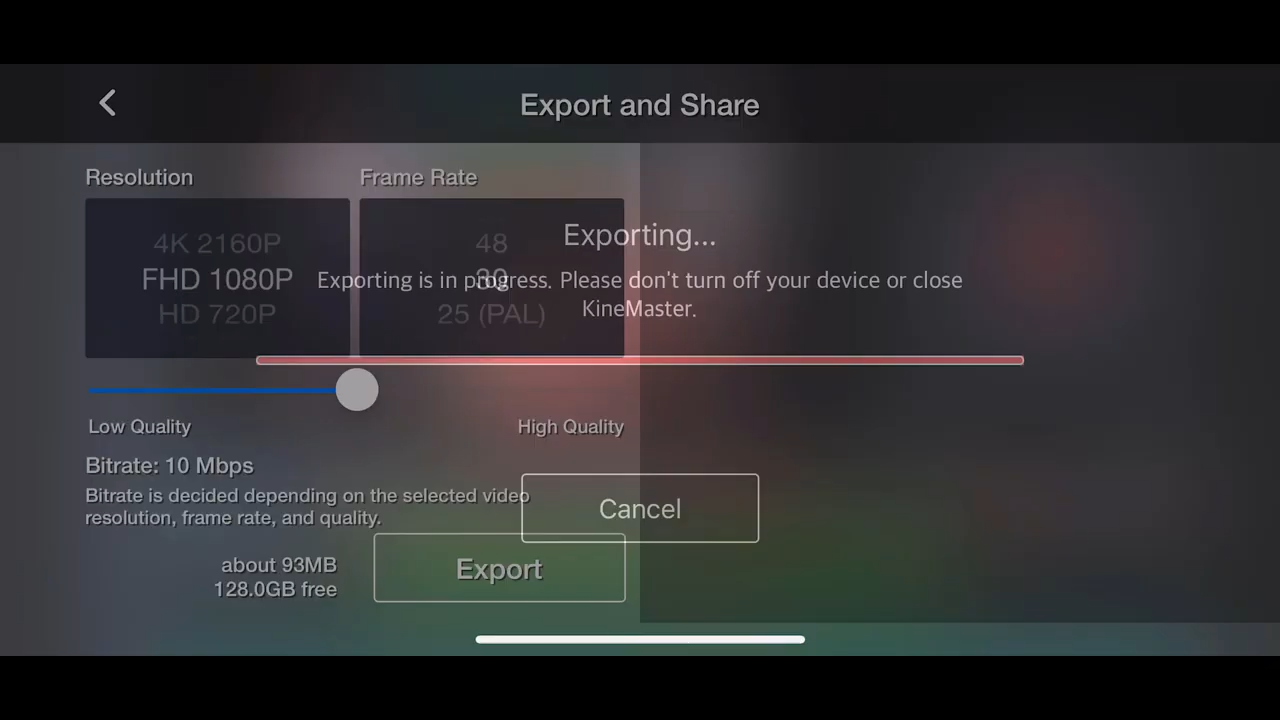 Export and Share
Resolution
Frame Rate
4K 2160P
FHD 1080P
HD 720P
48
30
25 (PAL)
Exporting...
Exporting is in progress. Please don't turn off your device or close
KineMaster.
Low Quality
High Quality
Bitrate: 10 Mbps
Bitrate is decided depending on the selected video
resolution, frame rate, and quality.
Cancel
about 93MB
128.0GB free
Export